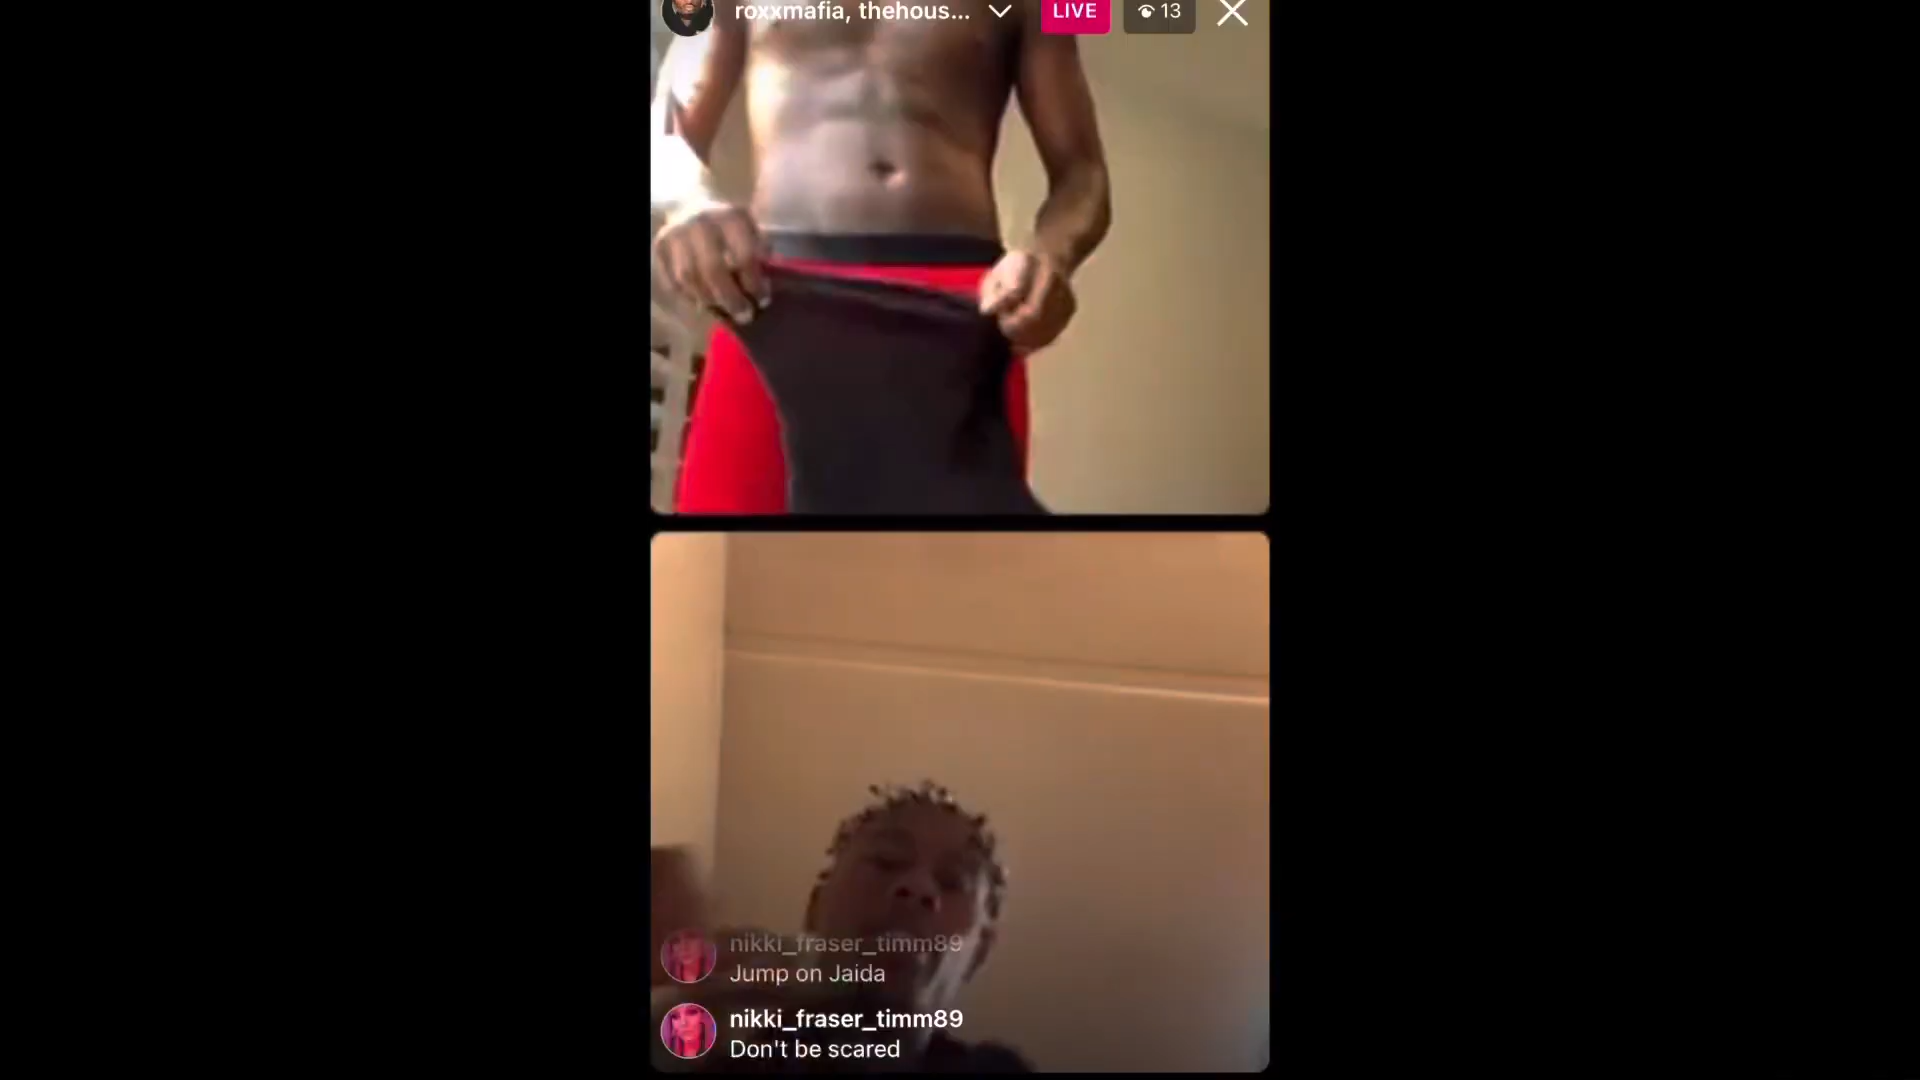 roxxmafia, thehous...
LIVE
13
nikki_fraser_timm89
Jump on Jaida
nikki_fraser_timm89
Don't be scared